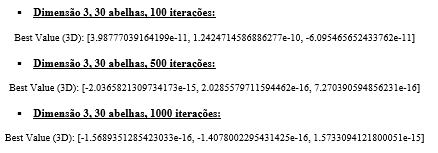 ▪ Dimensão 3, 30 abelhas, 100 iterações:
Best Value (3D): [3.98777039164199e-11, 1.2424714586886277e-10, -6.095465652433762e-11]
▪ Dimensão 3, 30 abelhas, 500 iterações:
Best Value (3D): [-2.0365821309734173e-15, 2.0285579711594462e-16, 7.270390594856231e-16]
▪ Dimensão 3, 30 abelhas, 1000 iterações:
Best Value (3D): [-1.5689351285423033e-16, -1.4078002295431425e-16, 1.5733094121800051e-15]